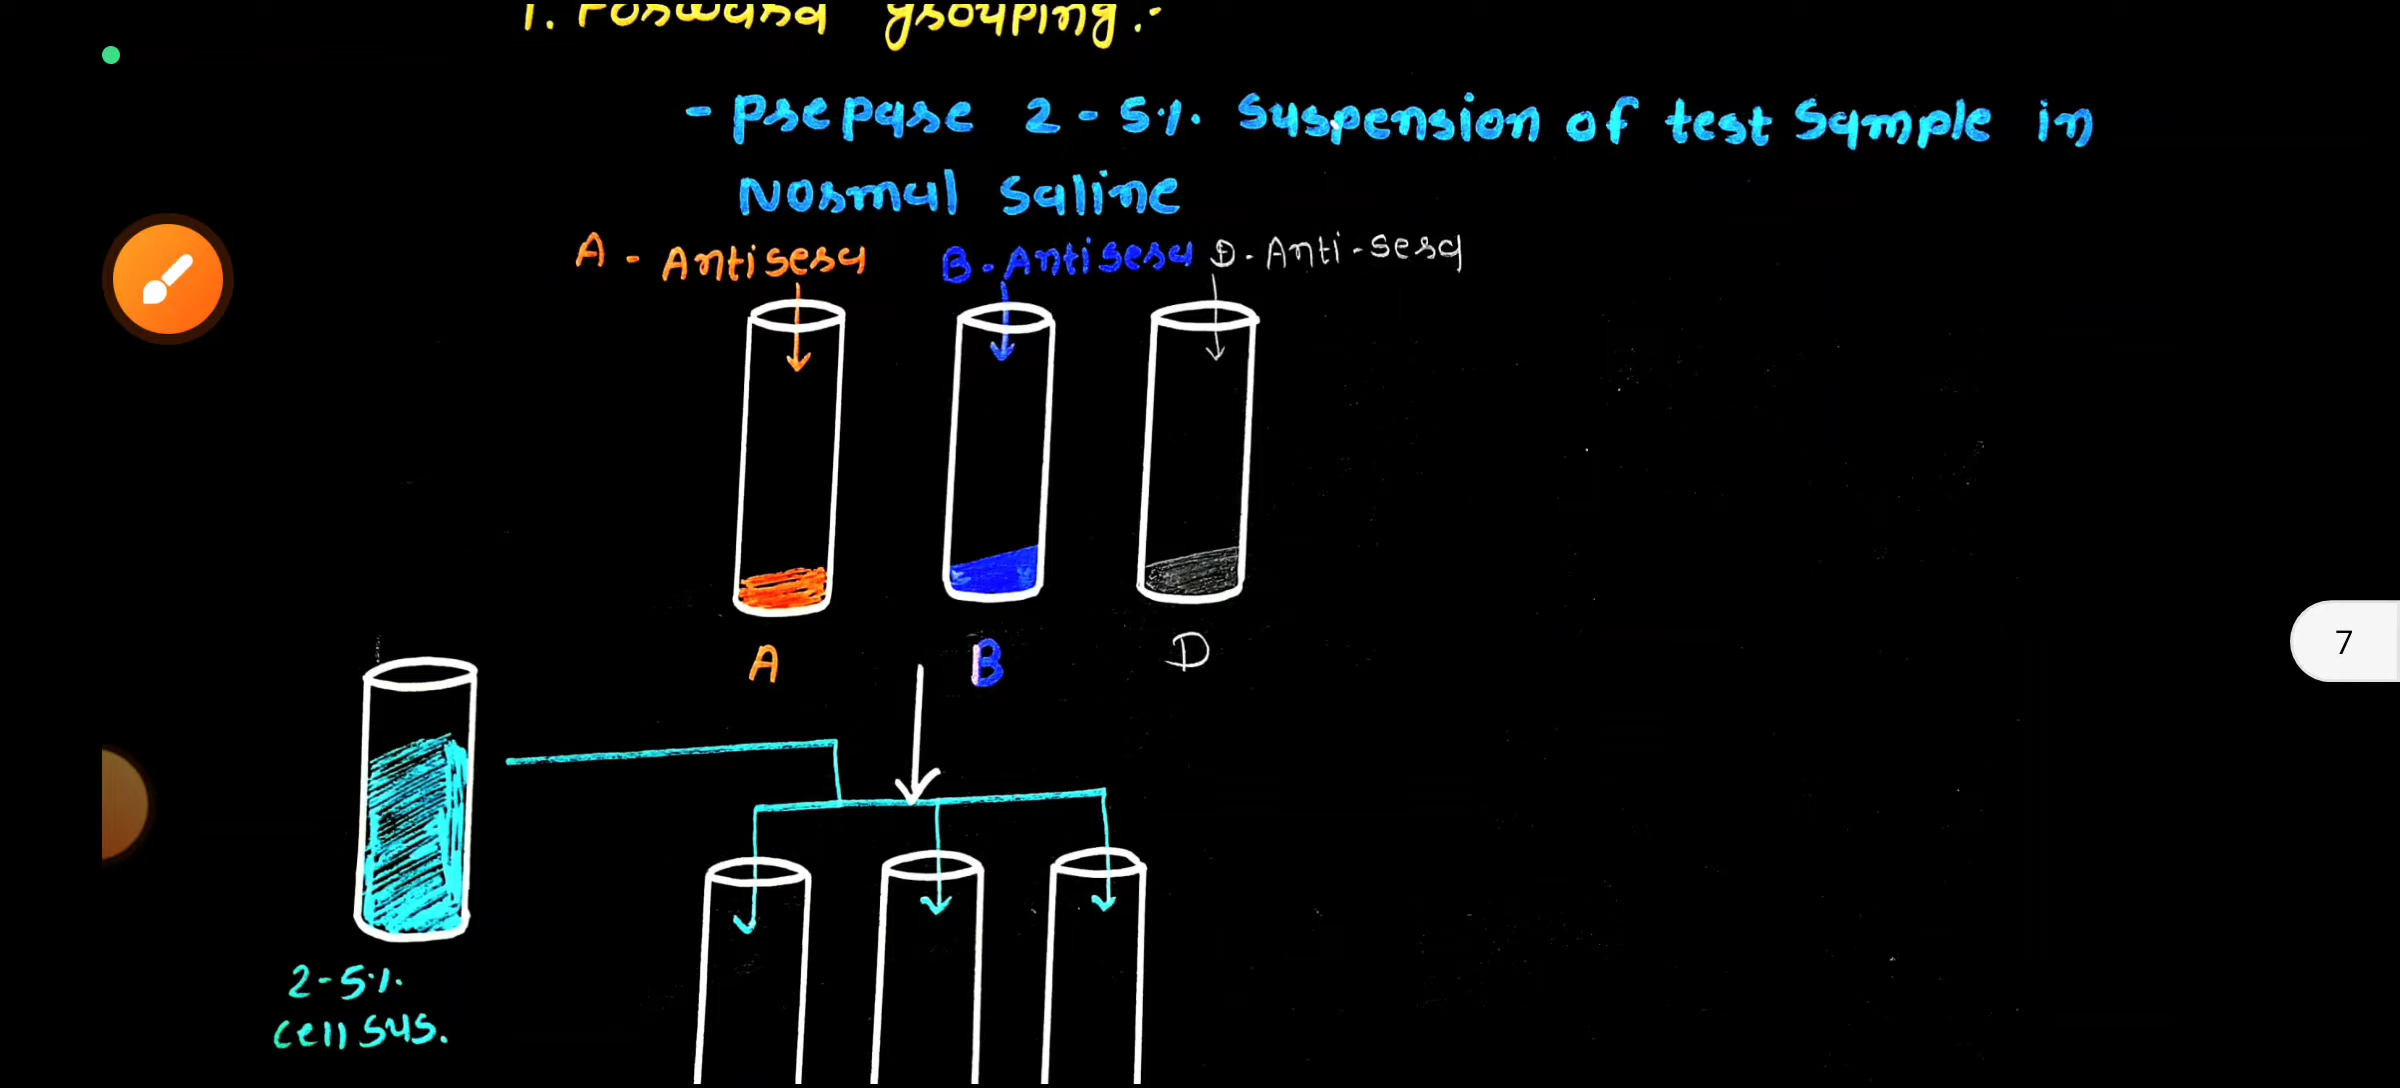 1. Forward grouping :-
- Prepare 2-5%. Suspension of test Sample in
Normal Saline
A - Antisera B - Antisera D - Anti-sera
A B D
2-5%.
cell sus.
7